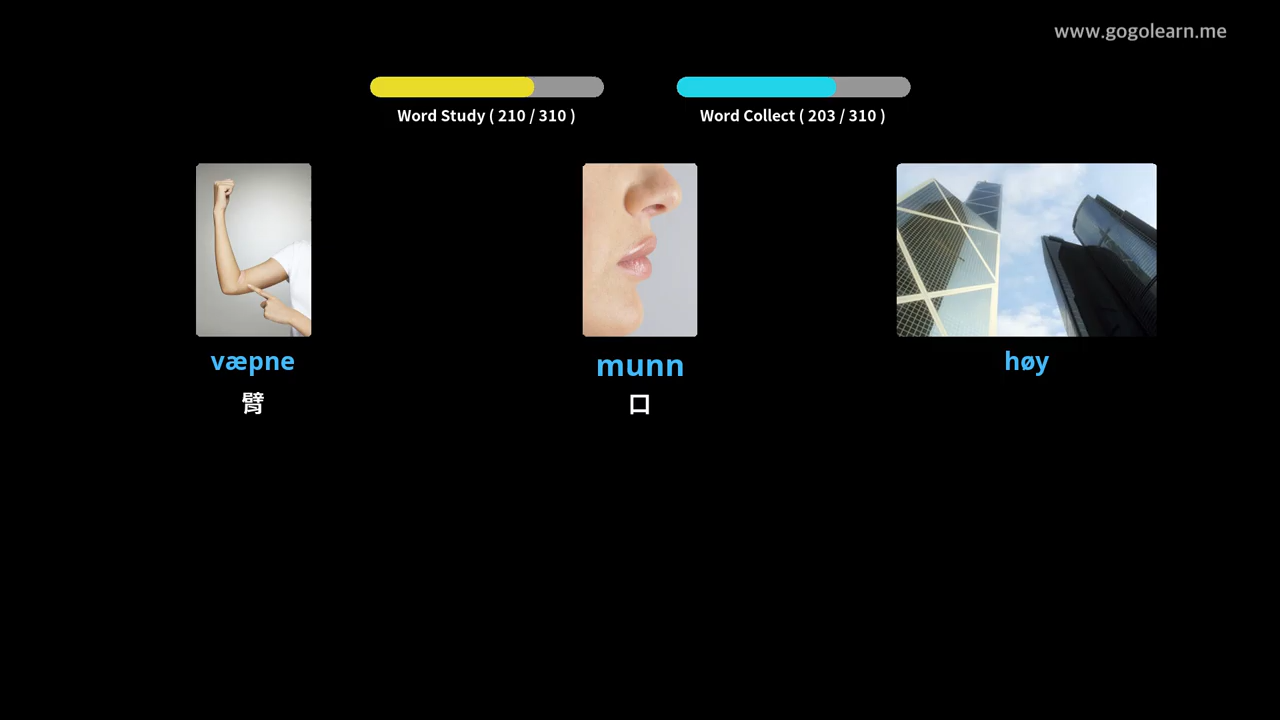 www.gogolearn.me
Word Study ( 210 / 310 )
Word Collect ( 203 / 310 )
væpne
臂
munn
口
høy